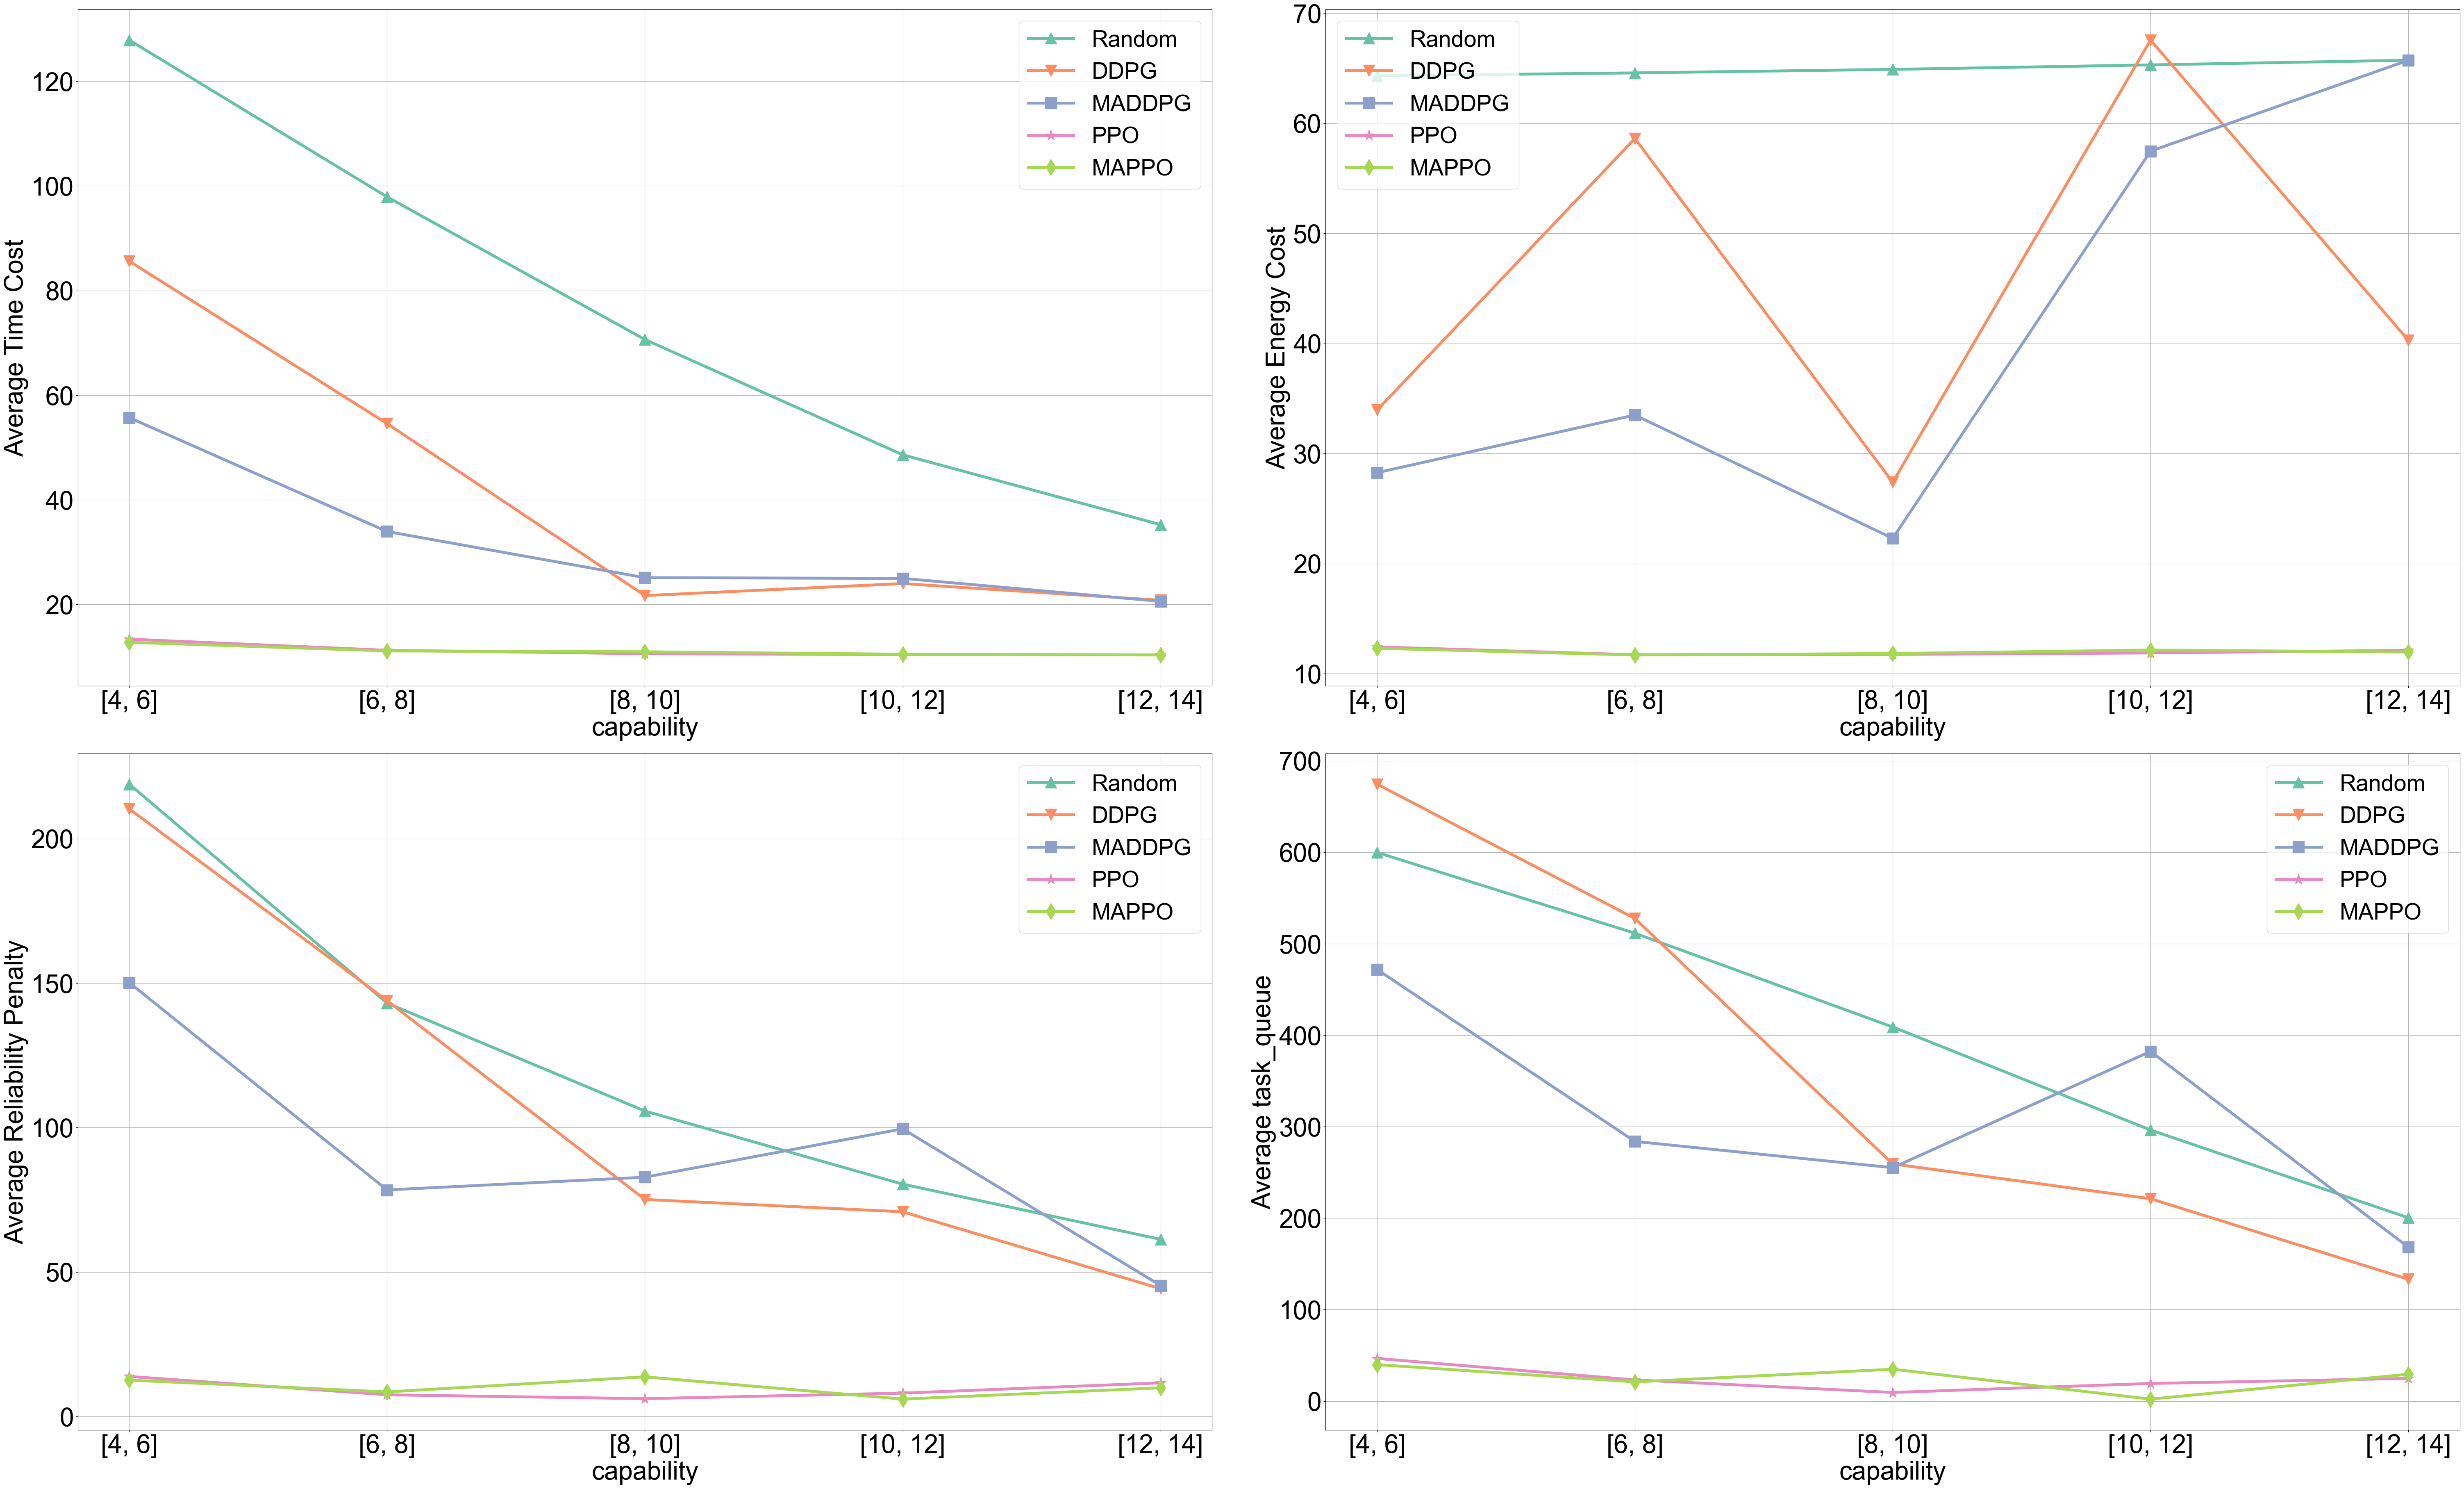 Average Time Cost
120
100
80
60
40
20
[4, 6] [6, 8] [8, 10] [10, 12] [12, 14]
capability
Random
DDPG
MADDPG
PPO
MAPPO
Average Energy Cost
70
60
50
40
30
20
10
[4, 6] [6, 8] [8, 10] [10, 12] [12, 14]
capability
Random
DDPG
MADDPG
PPO
MAPPO
Average Reliability Penalty
200
150
100
50
0
[4, 6] [6, 8] [8, 10] [10, 12] [12, 14]
capability
Random
DDPG
MADDPG
PPO
MAPPO
Average task_queue
700
600
500
400
300
200
100
0
[4, 6] [6, 8] [8, 10] [10, 12] [12, 14]
capability
Random
DDPG
MADDPG
PPO
MAPPO